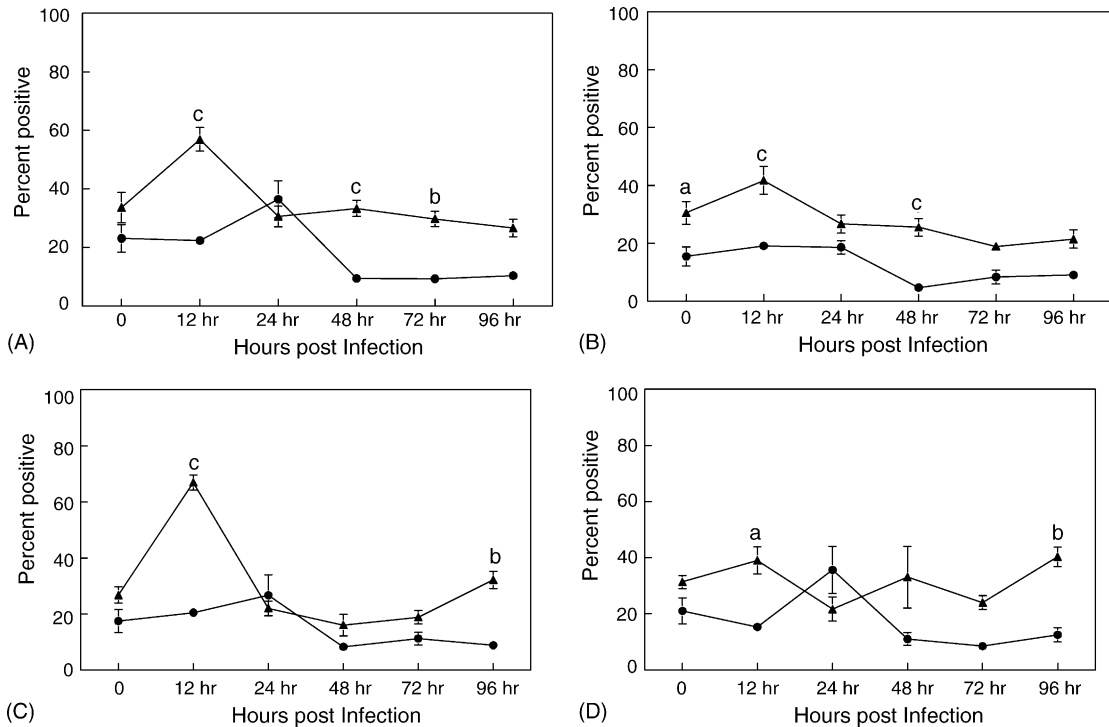 100
80
60
40
20
0
Percent positive
c
c
b
0 12 hr 24 hr 48 hr 72 hr 96 hr
Hours post Infection
(A)
100
80
60
40
20
0
Percent positive
a
c
c
0 12 hr 24 hr 48 hr 72 hr 96 hr
Hours post Infection
(B)
100
80
60
40
20
0
Percent positive
c
b
0 12 hr 24 hr 48 hr 72 hr 96 hr
Hours post Infection
(C)
100
80
60
40
20
0
Percent positive
a
b
0 12 hr 24 hr 48 hr 72 hr 96 hr
Hours post Infection
(D)